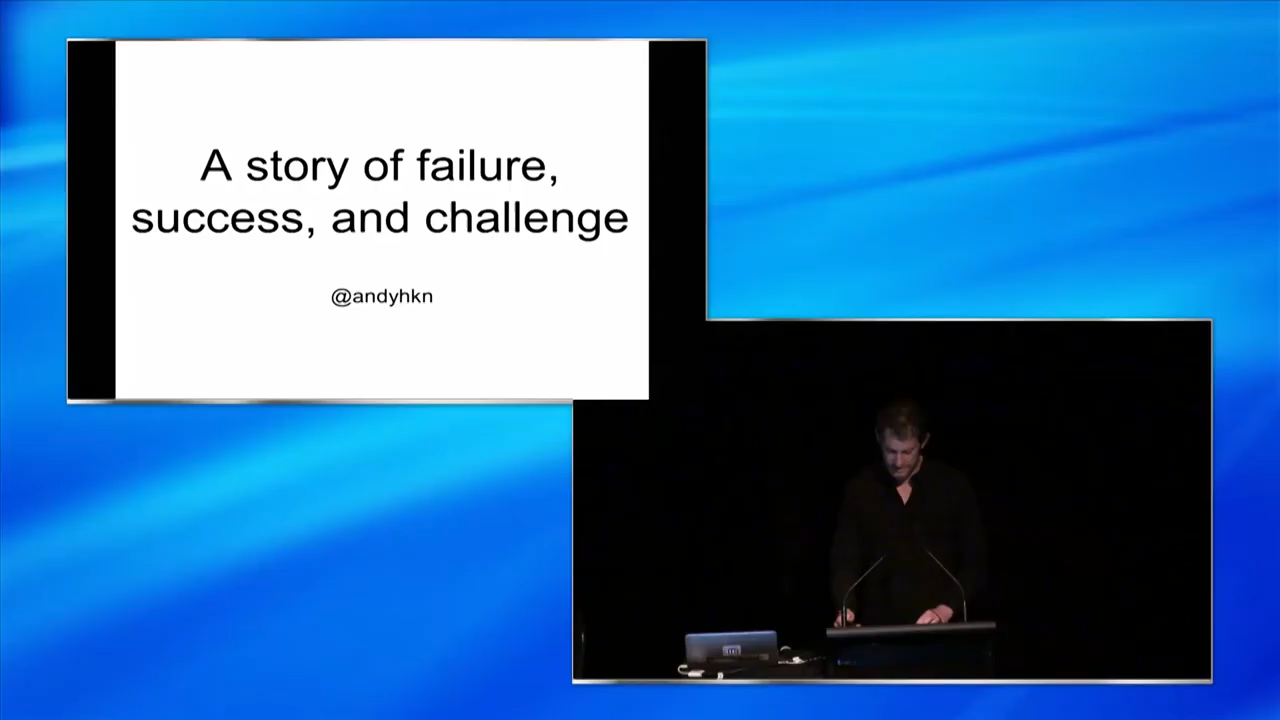 A story of failure,
success, and challenge
@andyhkn